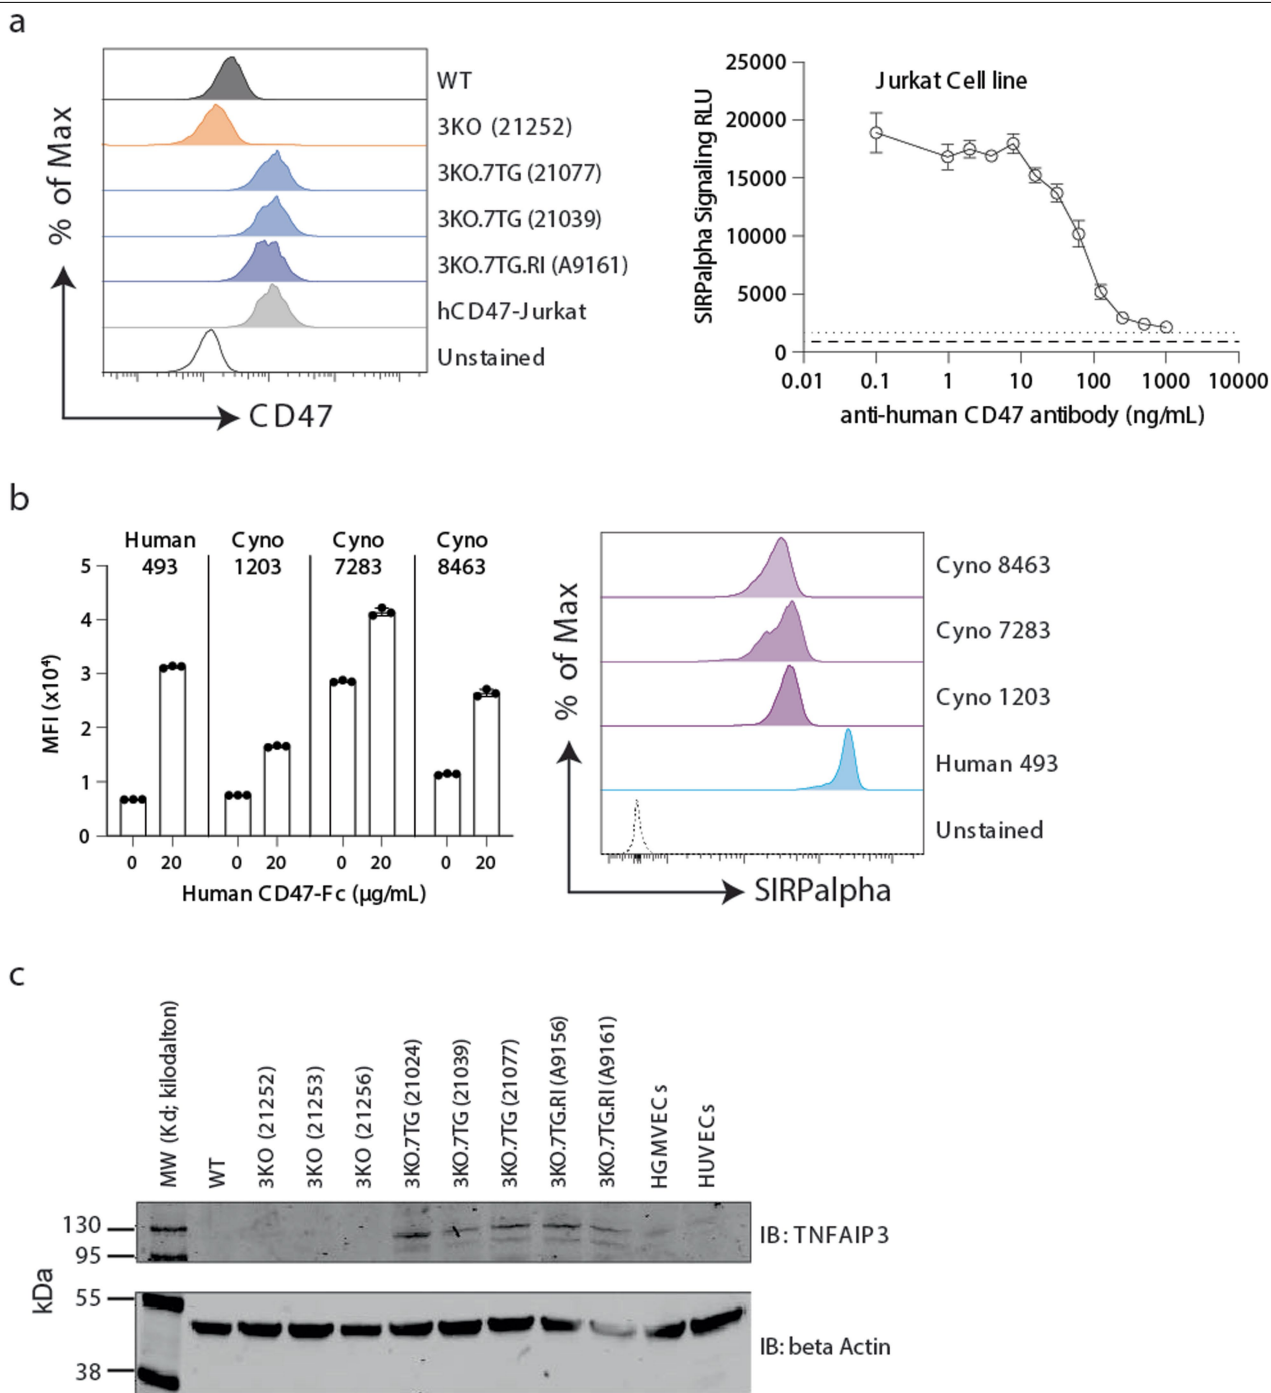 a
WT
3KO (21252)
3KO.7TG (21077)
3KO.7TG (21039)
3KO.7TG.RI (A9161)
hCD47-Jurkat
Unstained
% of Max
CD47
Jurkat Cell line
SIRPalpha Signaling RLU
25000
20000
15000
10000
5000
0
0.01 0.1 1 10 100 1000 10000
anti-human CD47 antibody (ng/mL)
b
Human Cyno Cyno Cyno
493 1203 7283 8463
MFI (x10⁴)
5
4
3
2
1
0
0 20 0 20 0 20 0 20
Human CD47-Fc (μg/mL)
% of Max
Cyno 8463
Cyno 7283
Cyno 1203
Human 493
Unstained
SIRPalpha
c
MW (Kd; kilodalton)
WT
3KO (21252)
3KO (21253)
3KO (21256)
3KO.7TG (21024)
3KO.7TG (21039)
3KO.7TG (21077)
3KO.7TG.RI (A9156)
3KO.7TG.RI (A9161)
HGMVECs
HUVECs
130
95
IB: TNFAIP3
kDa
55
38
IB: beta Actin